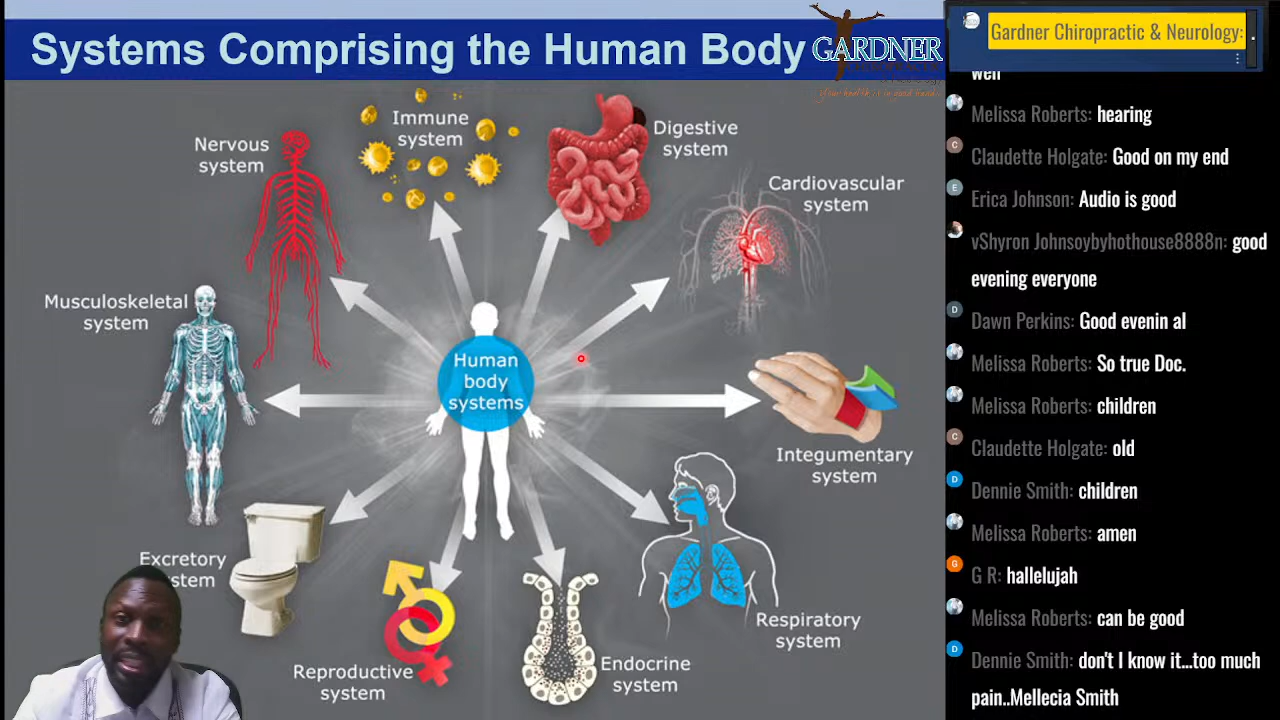 Systems Comprising the Human Body
GARDNER
Nervous
system
Immune
system
Digestive
system
Cardiovascular
system
Musculoskeletal
system
Human
body
systems
Integumentary
system
Excretory
stem
Respiratory
system
Reproductive
system
Endocrine
system
Gardner Chiropractic & Neurology:
well
Melissa Roberts: hearing
C
Claudette Holgate: Good on my end
E
Erica Johnson: Audio is good
vShyron Johnsoybyhothouse8888n: good
evening everyone
D
Dawn Perkins: Good evenin al
Melissa Roberts: So true Doc.
Melissa Roberts: children
C
Claudette Holgate: old
D
Dennie Smith: children
Melissa Roberts: amen
G
G R: hallelujah
Melissa Roberts: can be good
D
Dennie Smith: don't I know it...too much
pain..Mellecia Smith